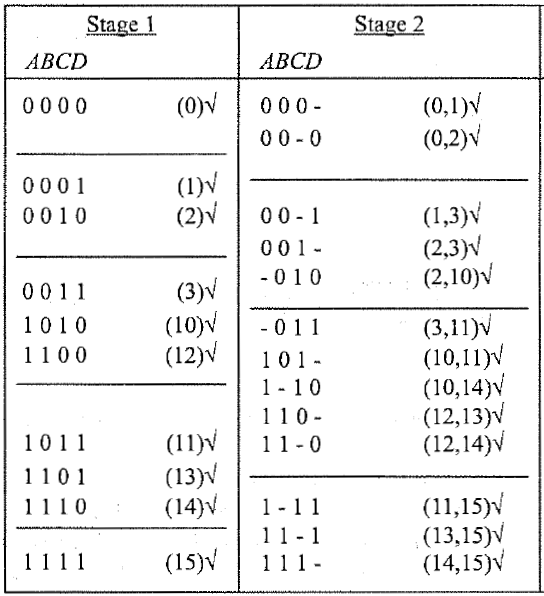 Stage 1
ABCD
0 0 0 0 (0)√
0 0 0 1 (1)√
0 0 1 0 (2)√
0 0 1 1 (3)√
1 0 1 0 (10)√
1 1 0 0 (12)√
1 0 1 1 (11)√
1 1 0 1 (13)√
1 1 1 0 (14)√
1 1 1 1 (15)√
Stage 2
ABCD
0 0 0 - (0,1)√
0 0 - 0 (0,2)√
0 0 - 1 (1,3)√
0 0 1 - (2,3)√
- 0 1 0 (2,10)√
- 0 1 1 (3,11)√
1 0 1 - (10,11)√
1 - 1 0 (10,14)√
1 1 0 - (12,13)√
1 1 - 0 (12,14)√
1 - 1 1 (11,15)√
1 1 - 1 (13,15)√
1 1 1 - (14,15)√